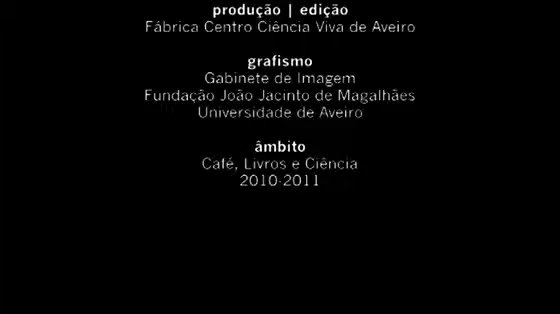 produção | edição
Fábrica Centro Ciência Viva de Aveiro
grafismo
Gabinete de Imagem
Fundação João Jacinto de Magalhães
Universidade de Aveiro
âmbito
Café, Livros e Ciência
2010-2011